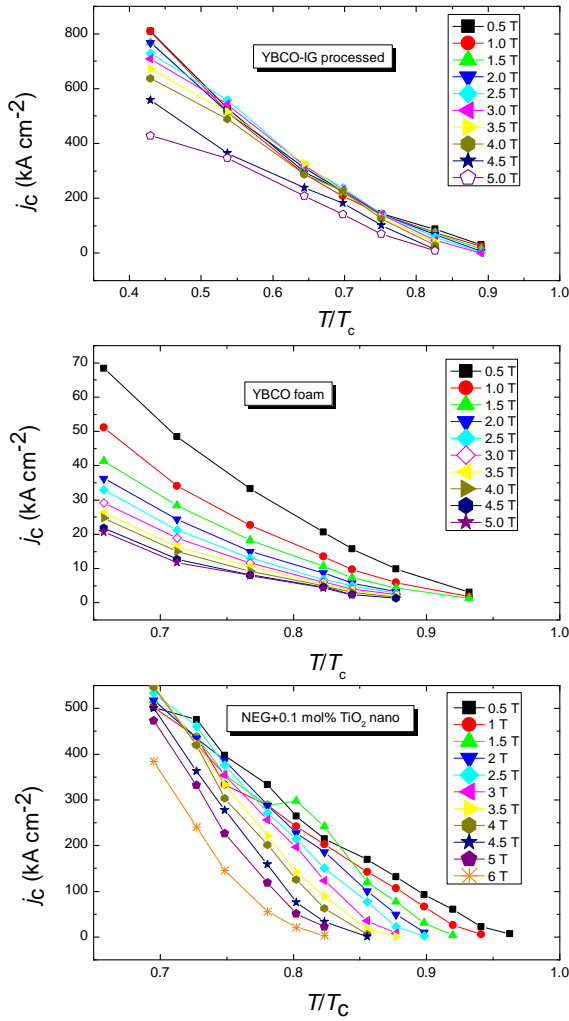 800
600
400
200
0
0.4 0.5 0.6 0.7 0.8 0.9 1.0
j_c (kA cm⁻²)
T/T_c
YBCO-IG processed
0.5 T
1.0 T
1.5 T
2.0 T
2.5 T
3.0 T
3.5 T
4.0 T
4.5 T
5.0 T
70
60
50
40
30
20
10
0
0.7 0.8 0.9 1.0
j_c (kA cm⁻²)
T/T_c
YBCO foam
0.5 T
1.0 T
1.5 T
2.0 T
2.5 T
3.0 T
3.5 T
4.0 T
4.5 T
5.0 T
500
400
300
200
100
0
0.7 0.8 0.9 1.0
j_c (kA cm⁻²)
T/T_C
NEG+0.1 mol% TiO₂ nano
0.5 T
1 T
1.5 T
2 T
2.5 T
3 T
3.5 T
4 T
4.5 T
5 T
6 T